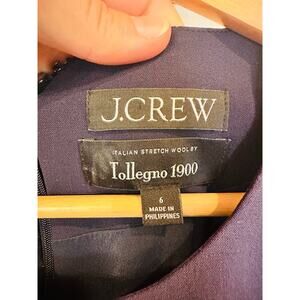 J.CREW
ITALIAN STRETCH WOOL BY
Tollegno 1900
6
MADE IN
PHILIPPINES